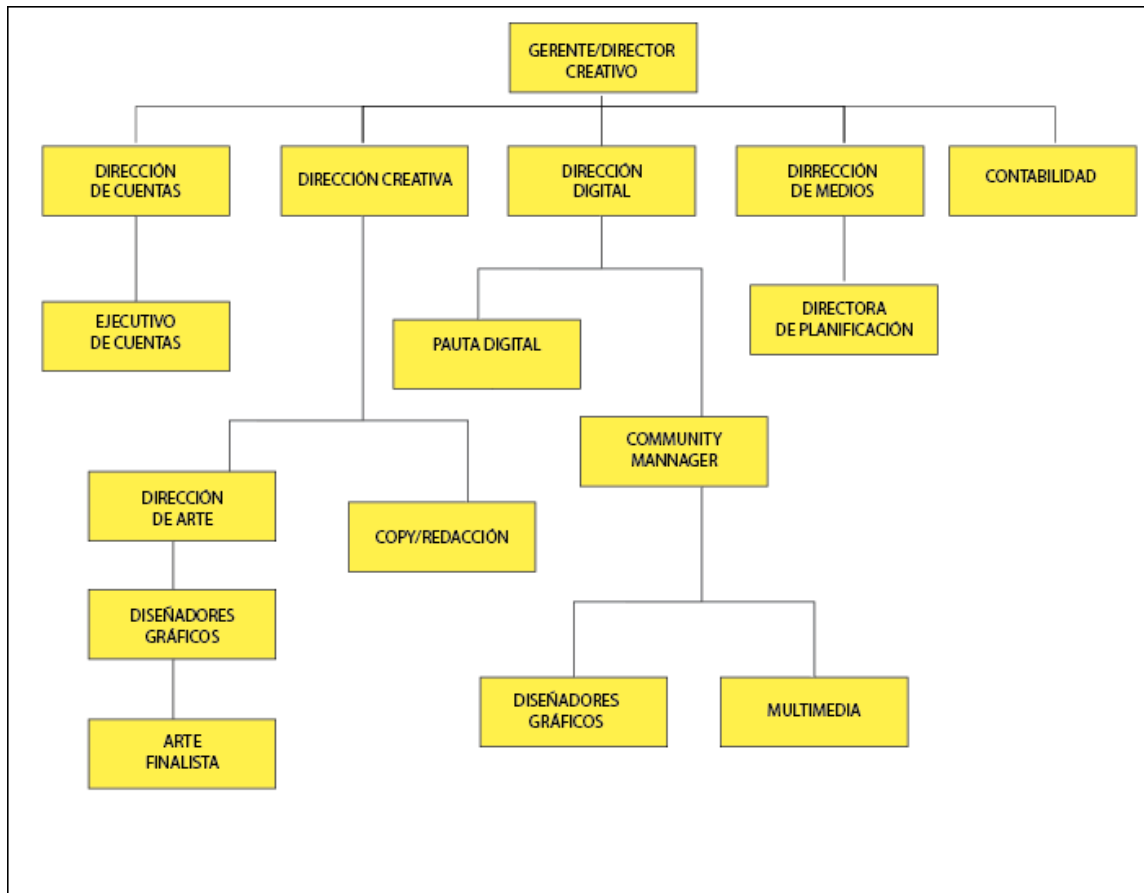 GERENTE/DIRECTOR
CREATIVO
DIRECCIÓN
DE CUENTAS
DIRECCIÓN CREATIVA
DIRECCIÓN
DIGITAL
DIRRECCIÓN
DE MEDIOS
CONTABILIDAD
EJECUTIVO
DE CUENTAS
PAUTA DIGITAL
DIRECTORA
DE PLANIFICACIÓN
COMMUNITY
MANNAGER
DIRECCIÓN
DE ARTE
COPY/REDACCIÓN
DISEÑADORES
GRÁFICOS
DISEÑADORES
GRÁFICOS
MULTIMEDIA
ARTE
FINALISTA